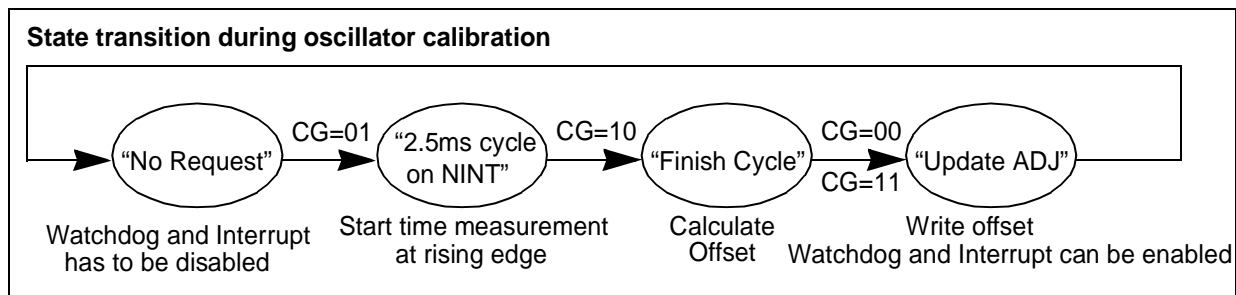 State transition during oscillator calibration
“No Request”
CG=01
“2.5ms cycle
on NINT”
CG=10
“Finish Cycle”
CG=00
CG=11
“Update ADJ”
Watchdog and Interrupt
has to be disabled
Start time measurement
at rising edge
Calculate
Offset
Write offset
Watchdog and Interrupt can be enabled